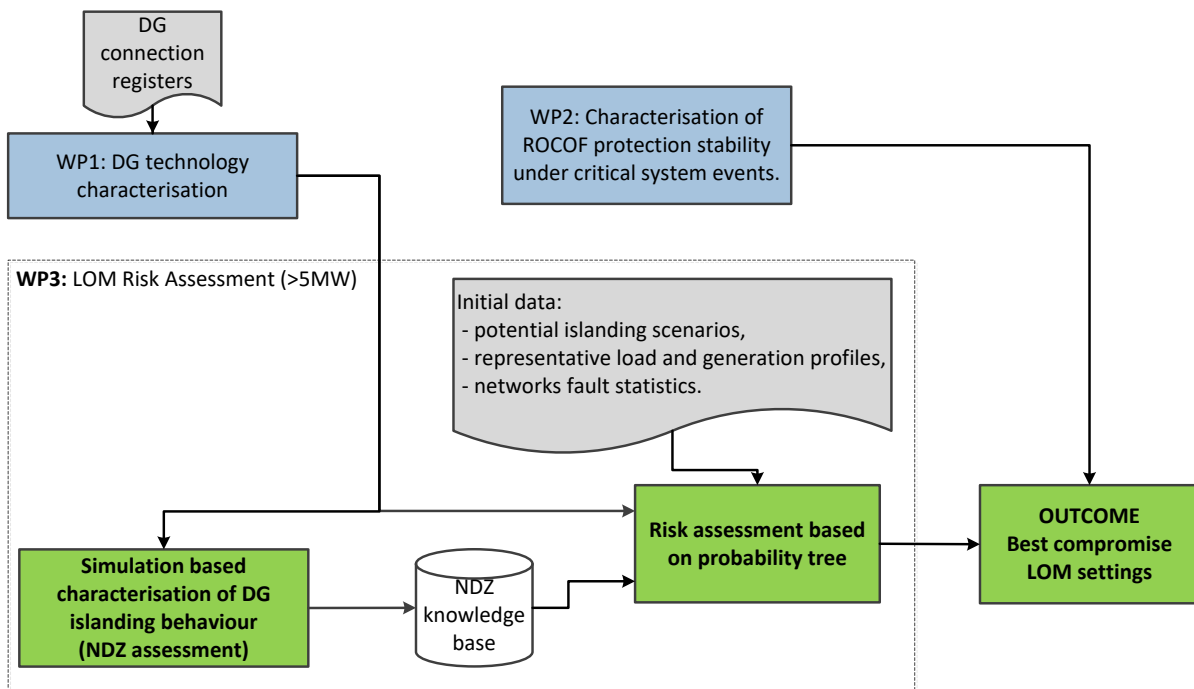 DG
connection
registers
WP1: DG technology
characterisation
WP2: Characterisation of
ROCOF protection stability
under critical system events.
WP3: LOM Risk Assessment (>5MW)
Initial data:
- potential islanding scenarios,
- representative load and generation profiles,
- networks fault statistics.
Simulation based
characterisation of DG
islanding behaviour
(NDZ assessment)
NDZ
knowledge
base
Risk assessment based
on probability tree
OUTCOME
Best compromise
LOM settings